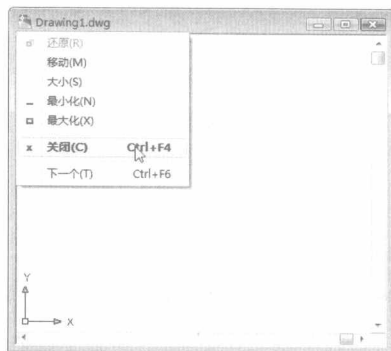 Drawing1.dwg
还原(R)
移动(M)
大小(S)
最小化(N)
最大化(X)
x 关闭(C) Ctrl+F4
下一个(T) Ctrl+F6
Y
X